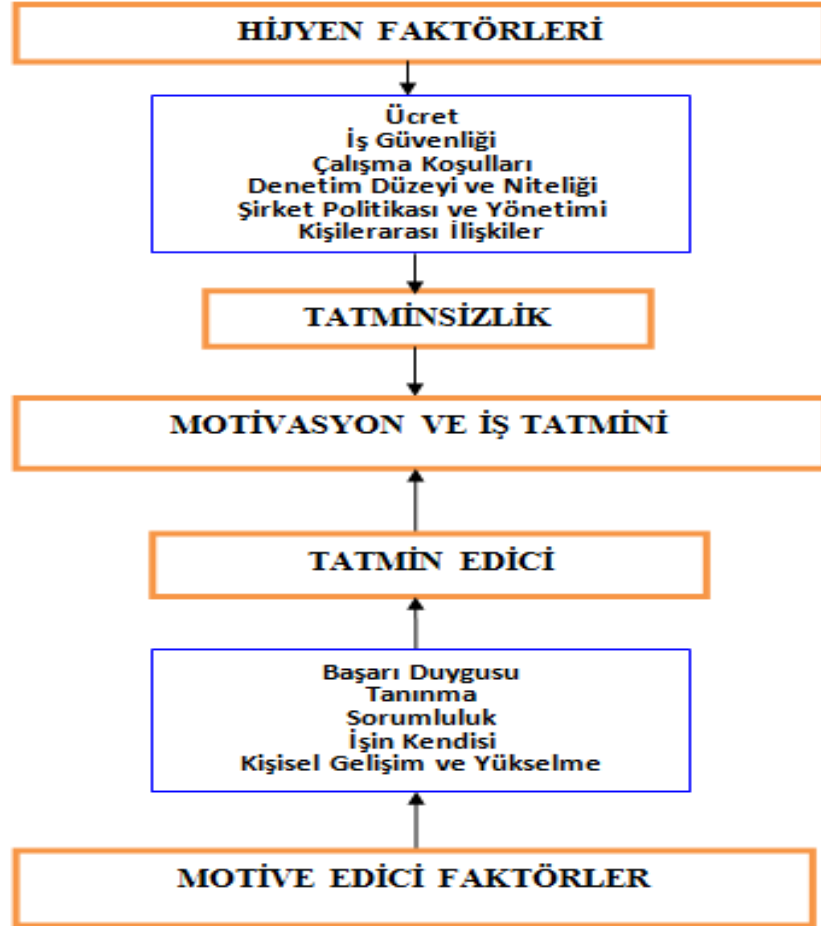 HİJYEN FAKTÖRLERİ
Ücret
İş Güvenliği
Çalışma Koşulları
Denetim Düzeyi ve Niteliği
Şirket Politikası ve Yönetimi
Kişilerarası İlişkiler
TATMİNSİZLİK
MOTİVASYON VE İŞ TATMİNİ
TATMİN EDİCİ
Başarı Duygusu
Tanınma
Sorumluluk
İşin Kendisi
Kişisel Gelişim ve Yükselme
MOTİVE EDİCİ FAKTÖRLER